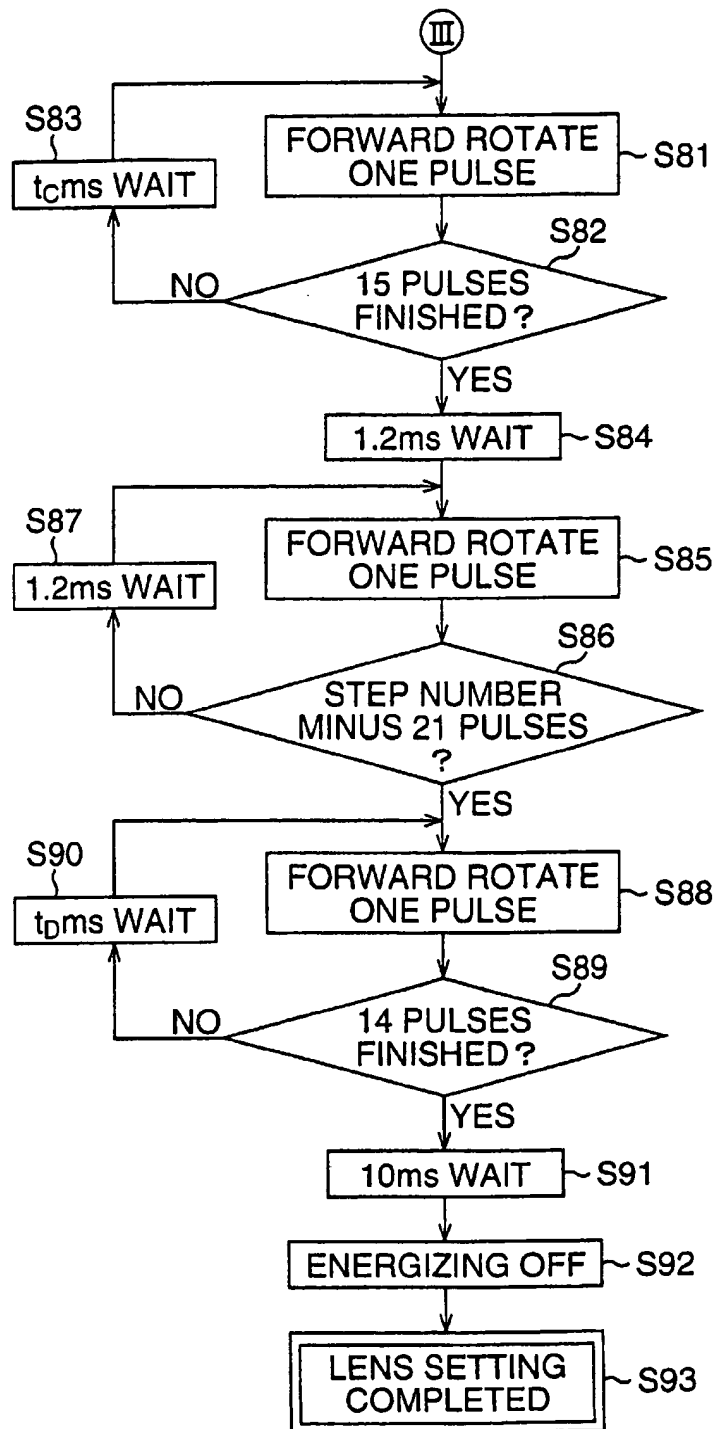 III
S83
tCms WAIT
FORWARD ROTATE
ONE PULSE
S81
S82
15 PULSES
FINISHED?
NO
YES
1.2ms WAIT
S84
S87
1.2ms WAIT
FORWARD ROTATE
ONE PULSE
S85
S86
STEP NUMBER
MINUS 21 PULSES
?
NO
YES
S90
tDms WAIT
FORWARD ROTATE
ONE PULSE
S88
S89
14 PULSES
FINISHED?
NO
YES
10ms WAIT
S91
ENERGIZING OFF
S92
LENS SETTING
COMPLETED
S93